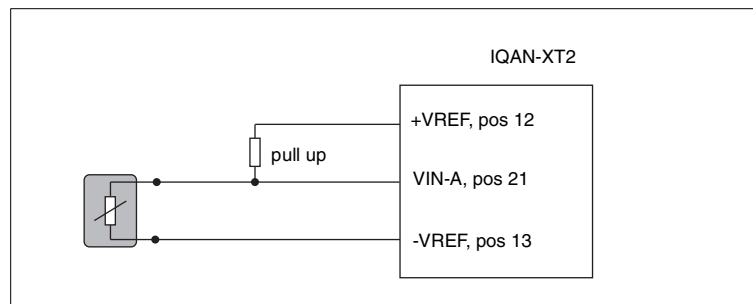 IQAN-XT2
+VREF, pos 12
pull up
VIN-A, pos 21
-VREF, pos 13